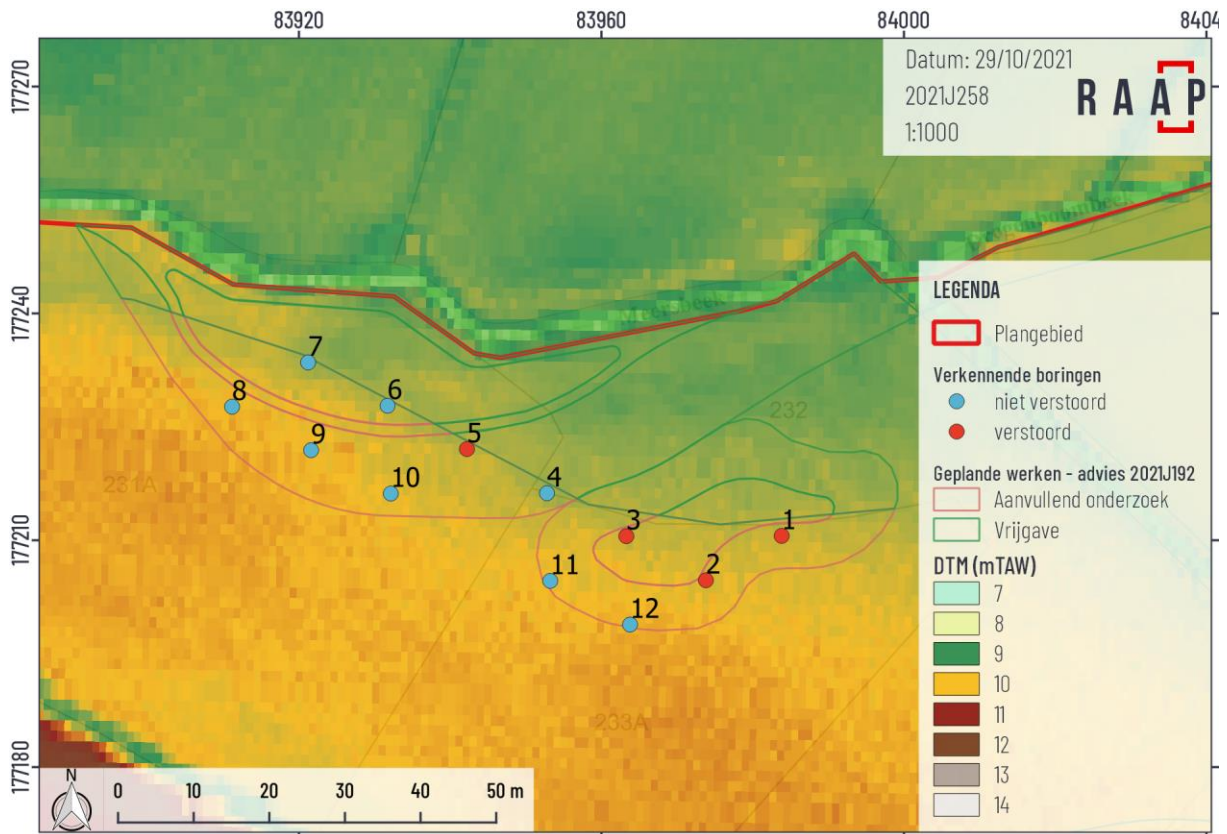 83920 83960 84000 8404
177270
177240
177210
177180
Datum: 29/10/2021
2021J258
1:1000
RAAP
Meersbeek
231A
232
233A
7
8
6
9
5
10
4
3
1
11
2
12
LEGENDA
Plangebied
Verkennende boringen
niet verstoord
verstoord
Geplande werken - advies 2021J192
Aanvullend onderzoek
Vrijgave
DTM (mTAW)
7
8
9
10
11
12
13
14
N
0 10 20 30 40 50 m